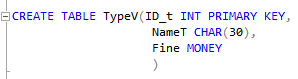 CREATE TABLE TypeV(ID_t INT PRIMARY KEY,
NameT CHAR(30),
Fine MONEY
)